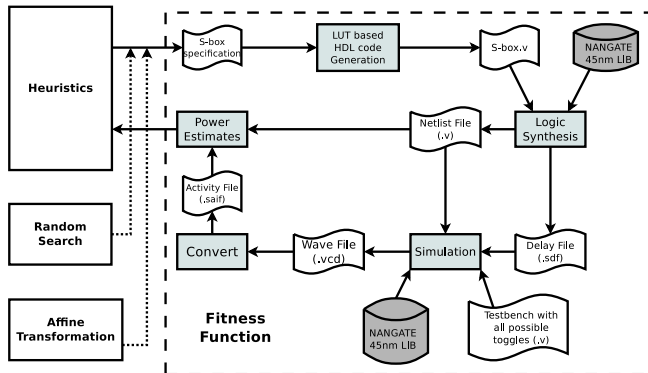 S-box
specification
LUT based
HDL code
Generation
S-box.v
NANGATE
45nm LIB
Heuristics
Power
Estimates
Netlist File
(.v)
Logic
Synthesis
Activity File
(.saif)
Random
Search
Convert
Wave File
(.vcd)
Simulation
Delay File
(.sdf)
Affine
Transformation
Fitness
Function
NANGATE
45nm LIB
Testbench with
all possible
toggles (.v)